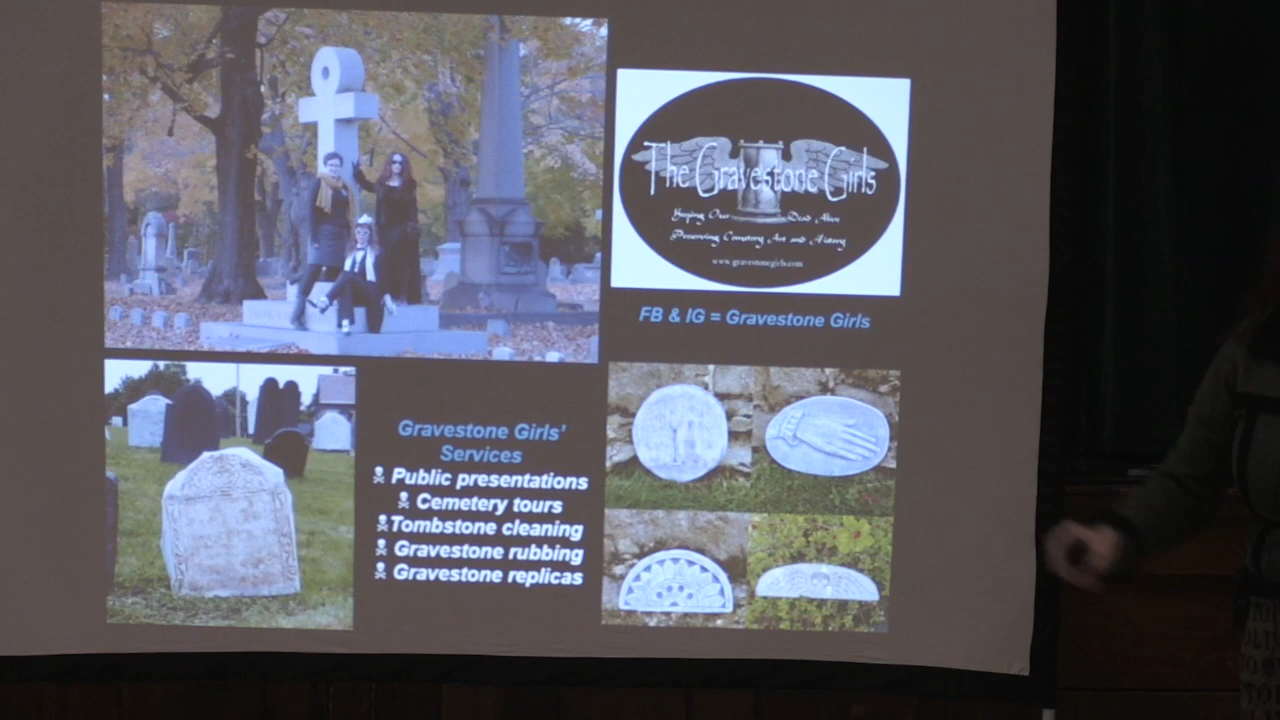 The Gravestone Girls
Keeping Our Dead Alive
Preserving Cemetery Art and History
www.gravestonegirls.com
FB & IG = Gravestone Girls
Gravestone Girls'
Services
Public presentations
Cemetery tours
Tombstone cleaning
Gravestone rubbing
Gravestone replicas